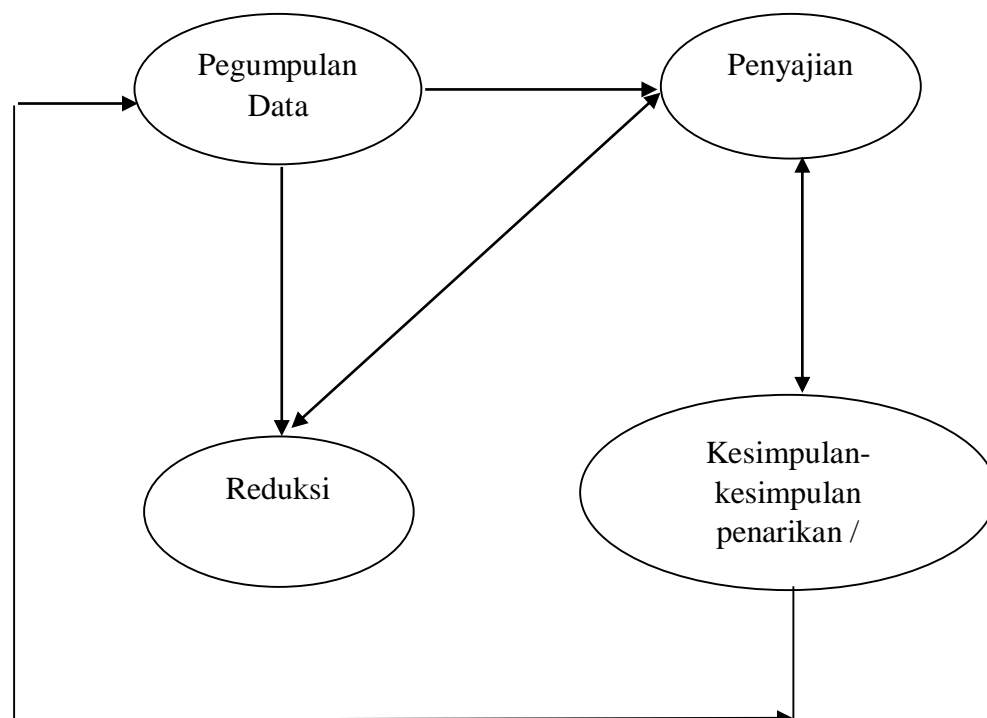 Pegumpulan
Data
Penyajian
Reduksi
Kesimpulan-
kesimpulan
penarikan /